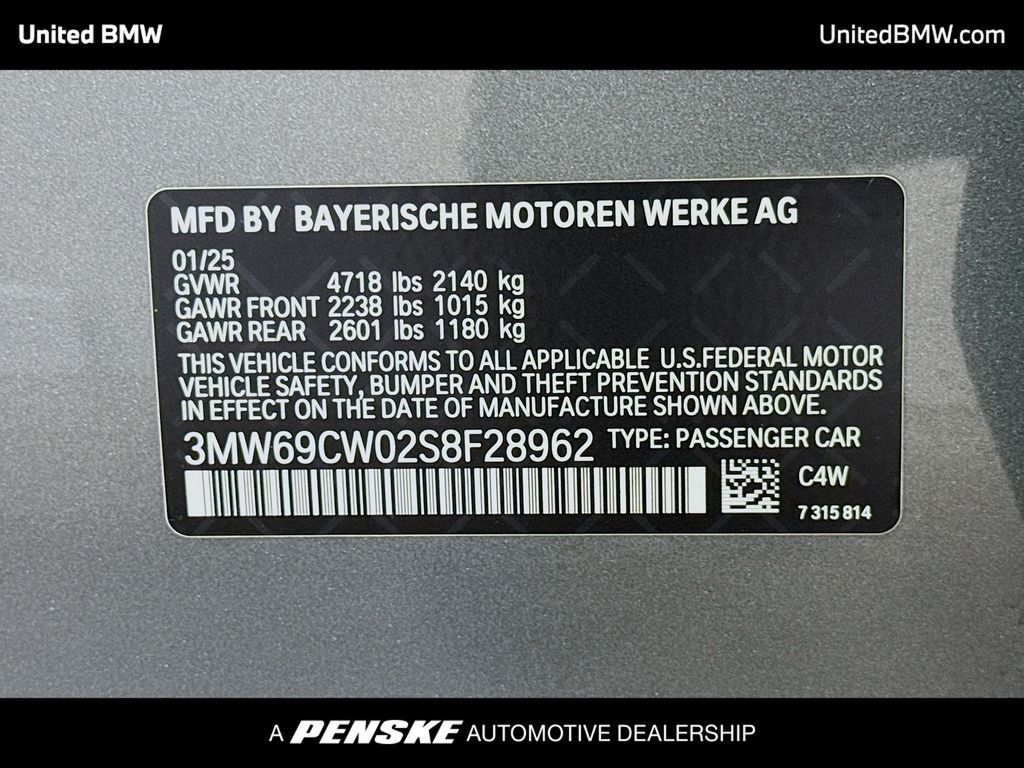 United BMW
UnitedBMW.com
MFD BY BAYERISCHE MOTOREN WERKE AG
01/25
GVWR 4718 lbs 2140 kg
GAWR FRONT 2238 lbs 1015 kg
GAWR REAR 2601 lbs 1180 kg
THIS VEHICLE CONFORMS TO ALL APPLICABLE U.S.FEDERAL MOTOR
VEHICLE SAFETY, BUMPER AND THEFT PREVENTION STANDARDS
IN EFFECT ON THE DATE OF MANUFACTURE SHOWN ABOVE.
3MW69CW02S8F28962 TYPE: PASSENGER CAR
C4W
7 315 814
A PENSKE AUTOMOTIVE DEALERSHIP